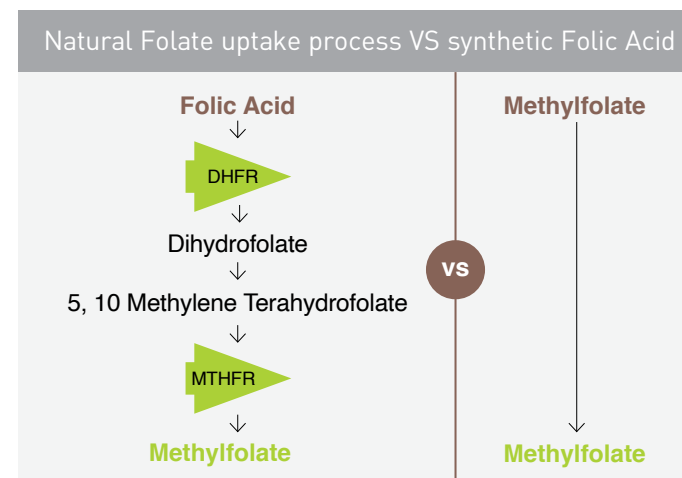 Natural Folate uptake process VS synthetic Folic Acid
Folic Acid
DHFR
Dihydrofolate
5, 10 Methylene Terahydrofolate
MTHFR
Methylfolate
vs
Methylfolate
Methylfolate